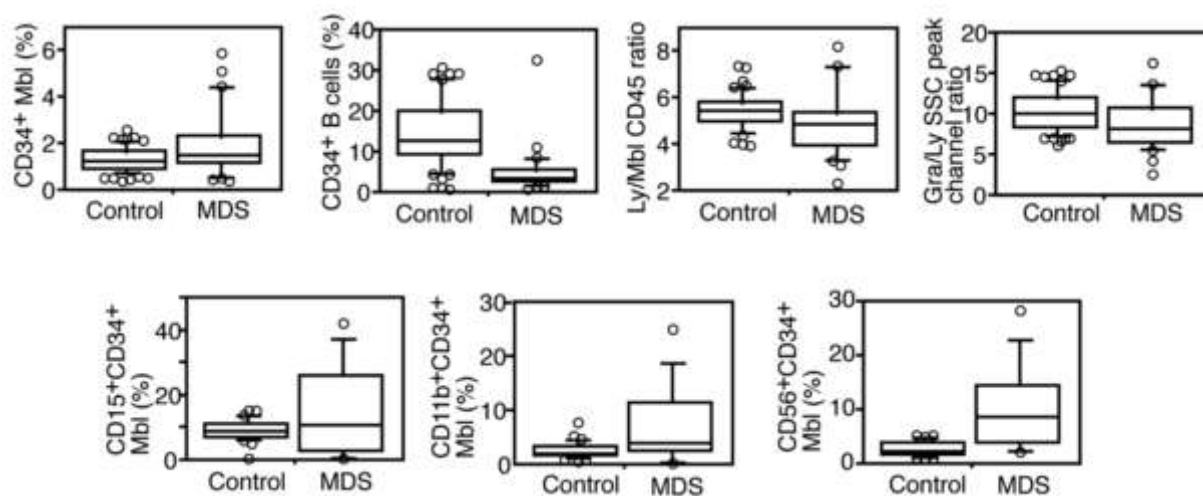 CD34+ Mbl (%)
6
4
2
0
Control MDS
CD34+ B cells (%)
40
30
20
10
0
Control MDS
Ly/Mbl CD45 ratio
8
6
4
2
Control MDS
Gra/Ly SSC peak
channel ratio
20
15
10
5
0
Control MDS
CD15+CD34+
Mbl (%)
40
20
0
Control MDS
CD11b+CD34+
Mbl (%)
30
20
10
0
Control MDS
CD56+CD34+
Mbl (%)
30
20
10
0
Control MDS